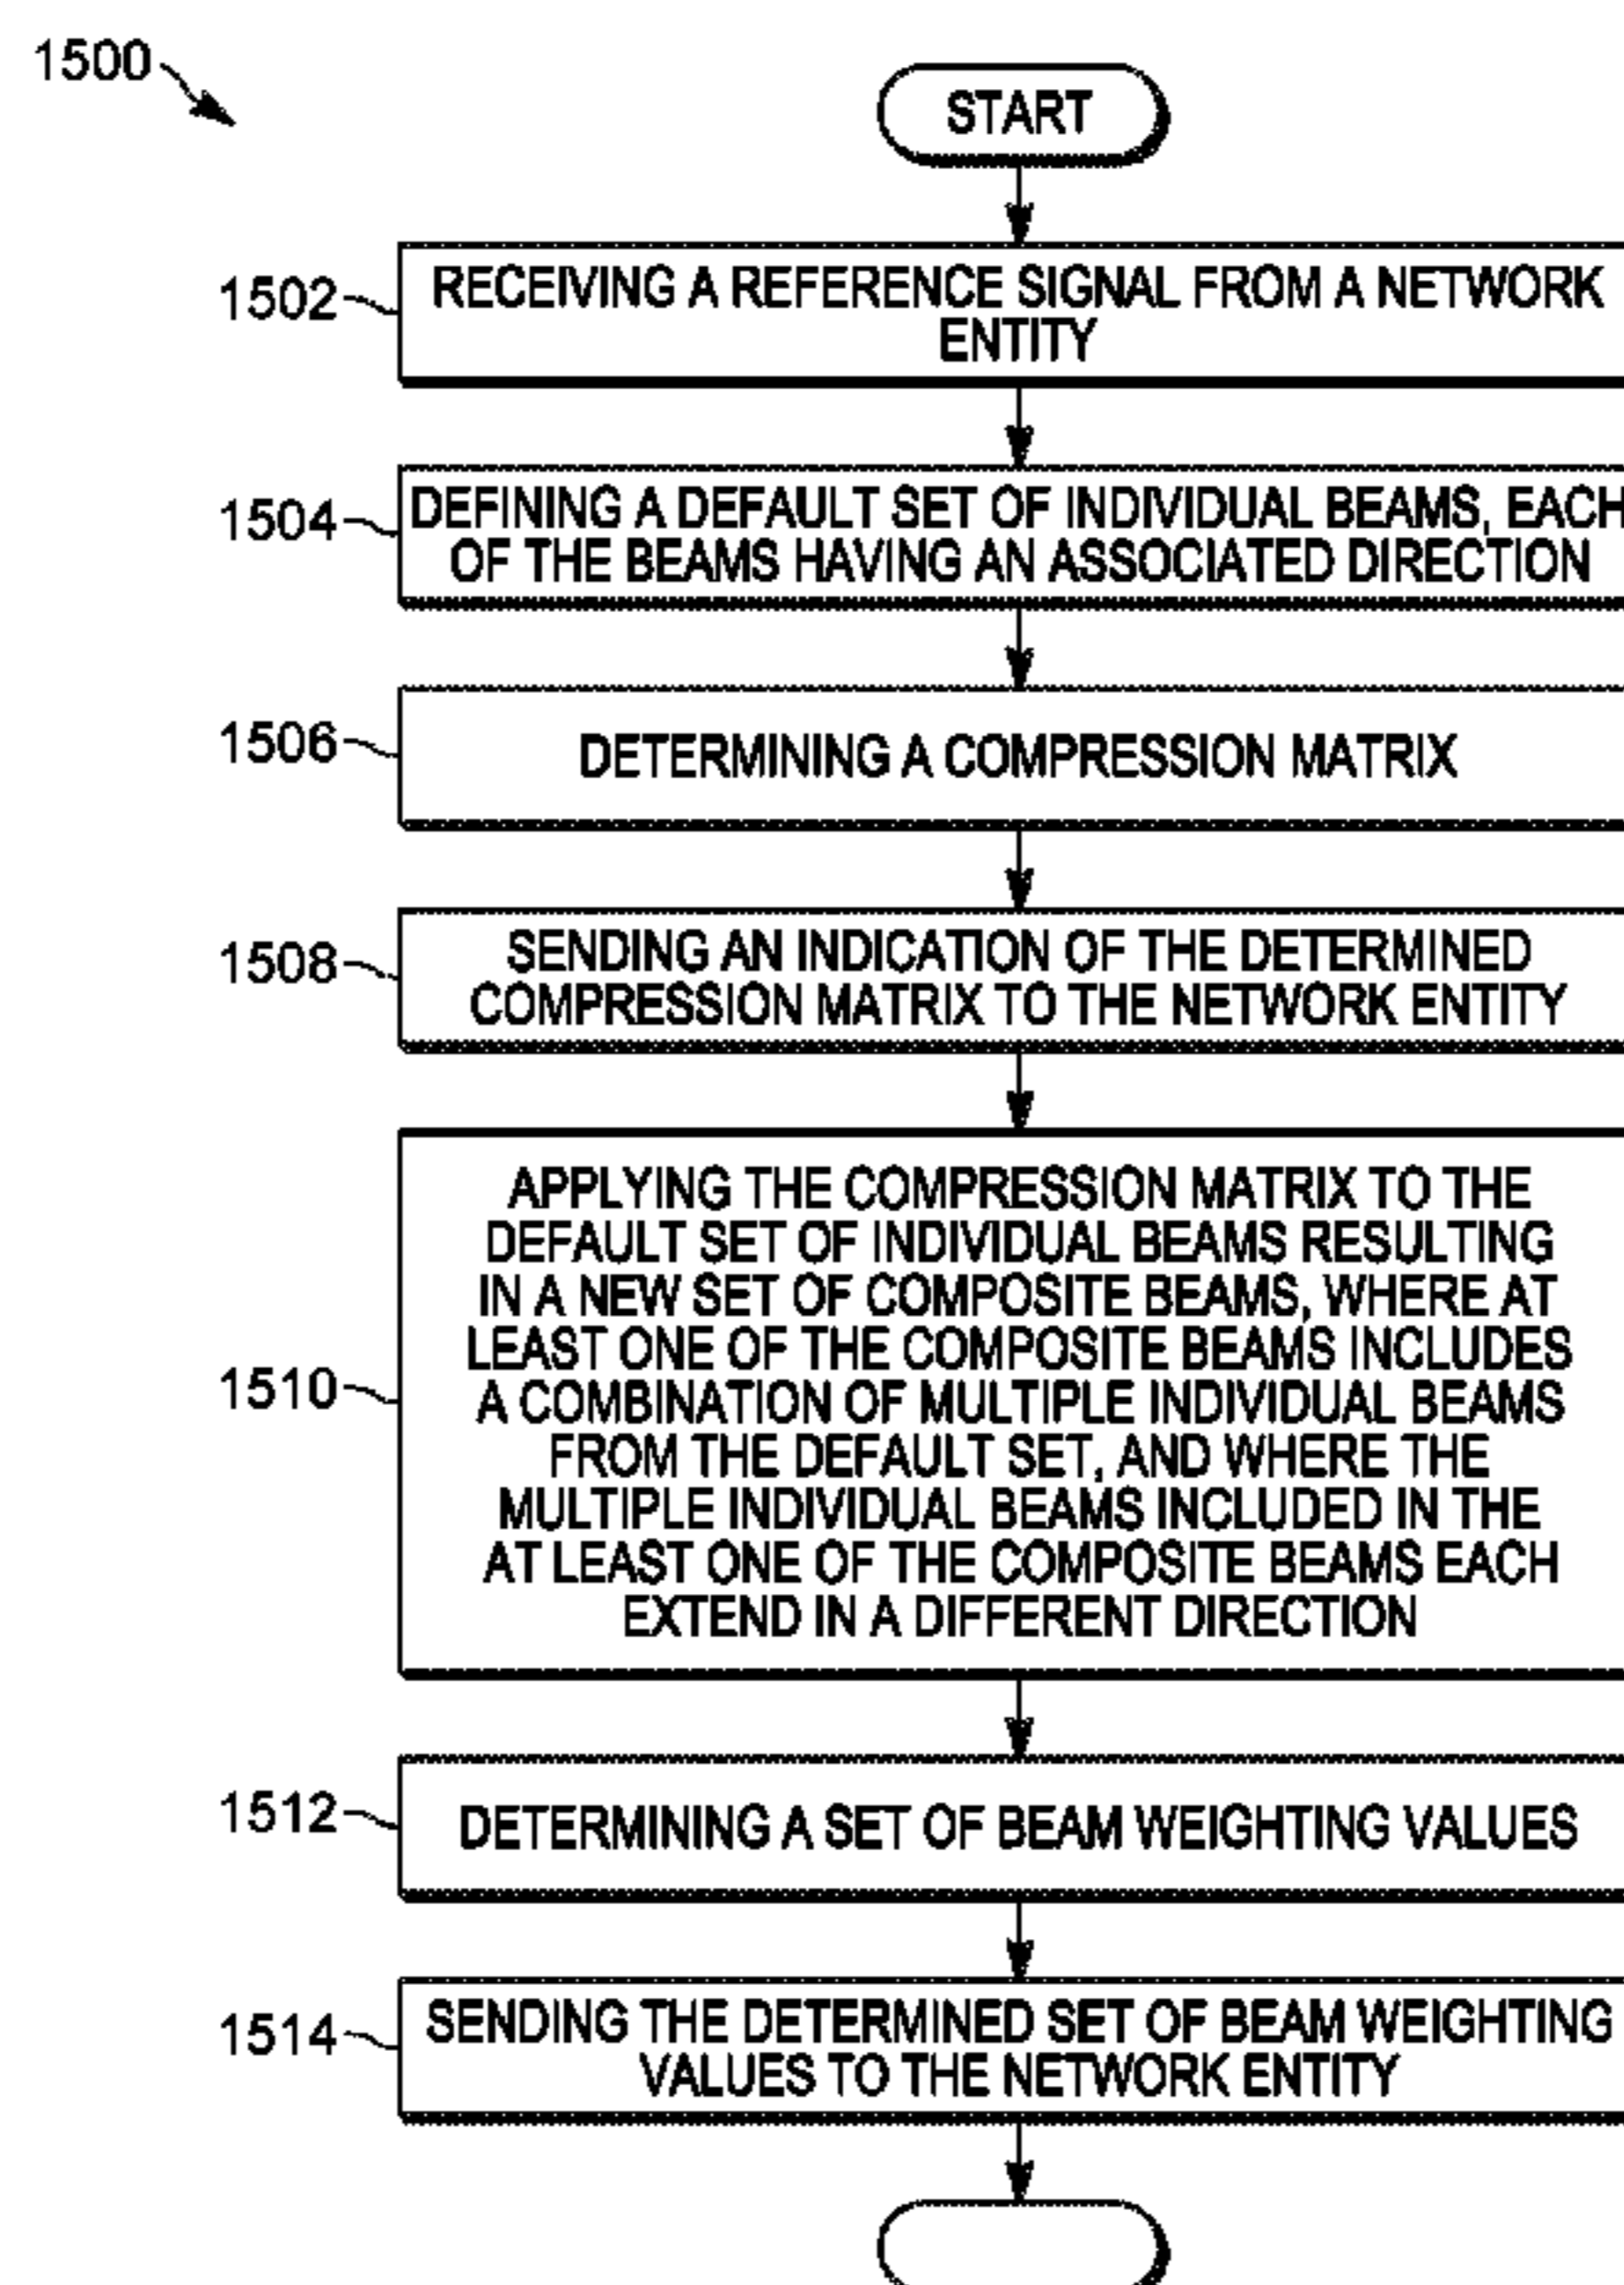 1500
START
1502
RECEIVING A REFERENCE SIGNAL FROM A NETWORK
ENTITY
1504
DEFINING A DEFAULT SET OF INDIVIDUAL BEAMS, EACH
OF THE BEAMS HAVING AN ASSOCIATED DIRECTION
1506
DETERMINING A COMPRESSION MATRIX
1508
SENDING AN INDICATION OF THE DETERMINED
COMPRESSION MATRIX TO THE NETWORK ENTITY
1510
APPLYING THE COMPRESSION MATRIX TO THE
DEFAULT SET OF INDIVIDUAL BEAMS RESULTING
IN A NEW SET OF COMPOSITE BEAMS, WHERE AT
LEAST ONE OF THE COMPOSITE BEAMS INCLUDES
A COMBINATION OF MULTIPLE INDIVIDUAL BEAMS
FROM THE DEFAULT SET, AND WHERE THE
MULTIPLE INDIVIDUAL BEAMS INCLUDED IN THE
AT LEAST ONE OF THE COMPOSITE BEAMS EACH
EXTEND IN A DIFFERENT DIRECTION
1512
DETERMINING A SET OF BEAM WEIGHTING VALUES
1514
SENDING THE DETERMINED SET OF BEAM WEIGHTING
VALUES TO THE NETWORK ENTITY